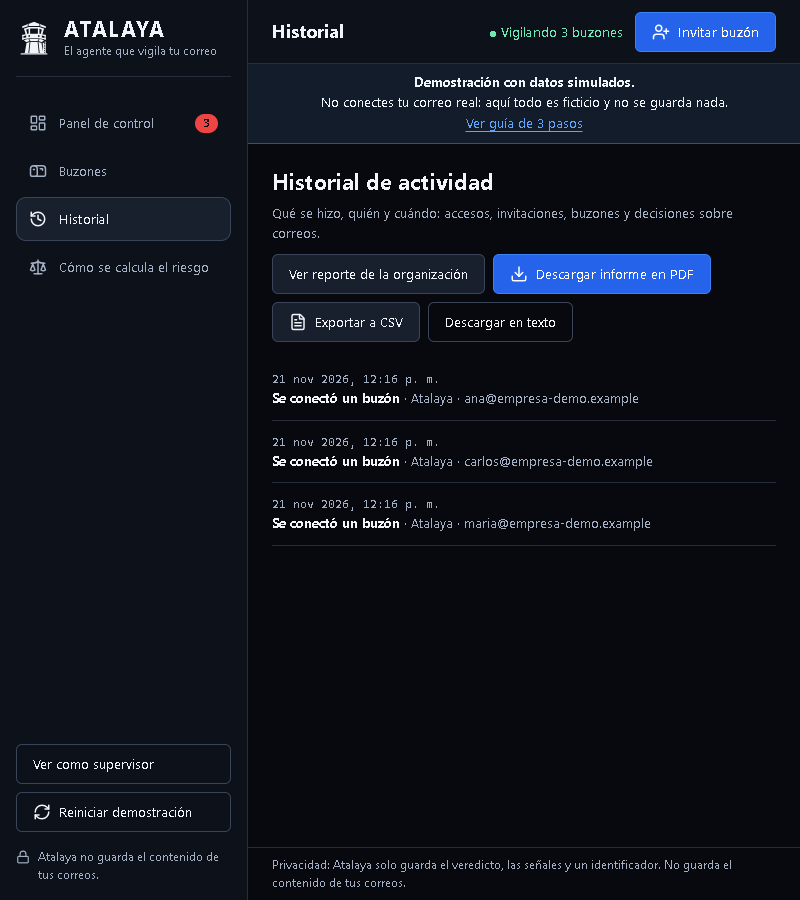 ATALAYA
El agente que vigila tu correo
Panel de control
3
Buzones
Historial
Cómo se calcula el riesgo
Ver como supervisor
Reiniciar demostración
Atalaya no guarda el contenido de
tus correos.
Historial
Vigilando 3 buzones
Invitar buzón
Demostración con datos simulados.
No conectes tu correo real: aquí todo es ficticio y no se guarda nada.
Ver guía de 3 pasos
Historial de actividad
Qué se hizo, quién y cuándo: accesos, invitaciones, buzones y decisiones sobre
correos.
Ver reporte de la organización
Descargar informe en PDF
Exportar a CSV
Descargar en texto
21 nov 2026, 12:16 p. m.
Se conectó un buzón · Atalaya · ana@empresa-demo.example
21 nov 2026, 12:16 p. m.
Se conectó un buzón · Atalaya · carlos@empresa-demo.example
21 nov 2026, 12:16 p. m.
Se conectó un buzón · Atalaya · maria@empresa-demo.example
Privacidad: Atalaya solo guarda el veredicto, las señales y un identificador. No guarda el
contenido de tus correos.